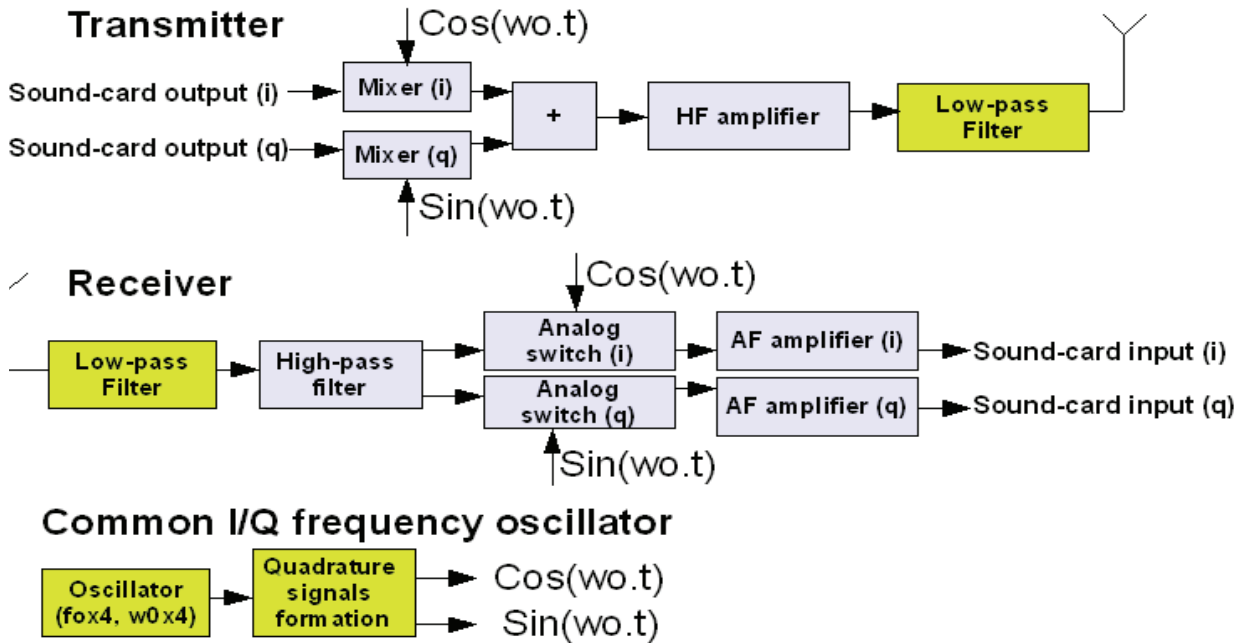 Transmitter
Cos(wo.t)
Sound-card output (i)
Mixer (i)
+
HF amplifier
Low-pass
Filter
Sound-card output (q)
Mixer (q)
Sin(wo.t)
Receiver
Cos(wo.t)
Low-pass
Filter
High-pass
filter
Analog
switch (i)
AF amplifier (i)
Sound-card input (i)
Analog
switch (q)
AF amplifier (q)
Sound-card input (q)
Sin(wo.t)
Common I/Q frequency oscillator
Oscillator
(fox4, w0x4)
Quadrature
signals
formation
Cos(wo.t)
Sin(wo.t)